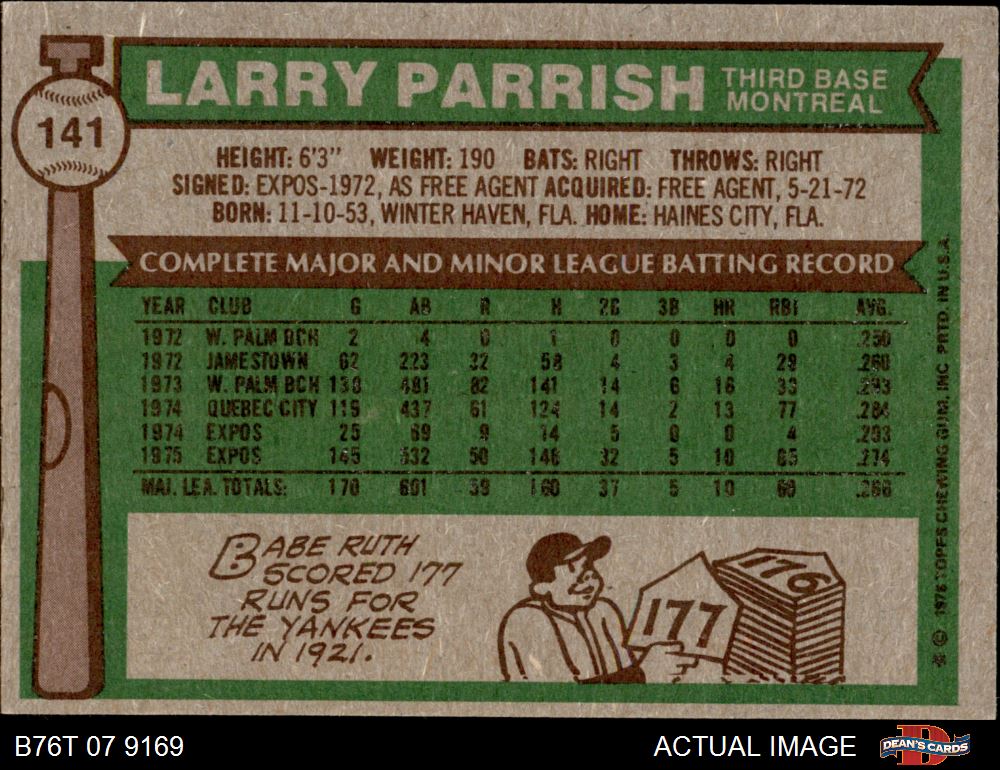 141
LARRY PARRISH THIRD BASE
MONTREAL
HEIGHT: 6'3" WEIGHT: 190 BATS: RIGHT THROWS: RIGHT
SIGNED: EXPOS-1972, AS FREE AGENT ACQUIRED: FREE AGENT, 5-21-72
BORN: 11-10-53, WINTER HAVEN, FLA. HOME: HAINES CITY, FLA.
COMPLETE MAJOR AND MINOR LEAGUE BATTING RECORD
YEAR CLUB G AB R H 2B 3B HR RBI AVG.
1972 W. PALM BCH 2 4 0 1 0 0 0 0 .250
1972 JAMESTOWN 62 223 32 58 4 3 4 29 .260
1973 W. PALM BCH 481 82 141 14 6 16 .293
1974 QUEBEC CITY 437 61 124 14 2 13 77 .284
1974 EXPOS 25 69 9 14 5 0 0 4 .203
1975 EXPOS 145 532 50 146 32 5 10 65 .274
MAJ. LEA. TOTALS: 170 601 59 160 37 5 10 69 .266
BABE RUTH
SCORED 177
RUNS FOR
THE YANKEES
IN 1921.
177
176
* © 1976 TOPPS CHEWING GUM, INC PRTD. IN U.S.A.
B76T 07 9169 ACTUAL IMAGE DEAN'S CARDS